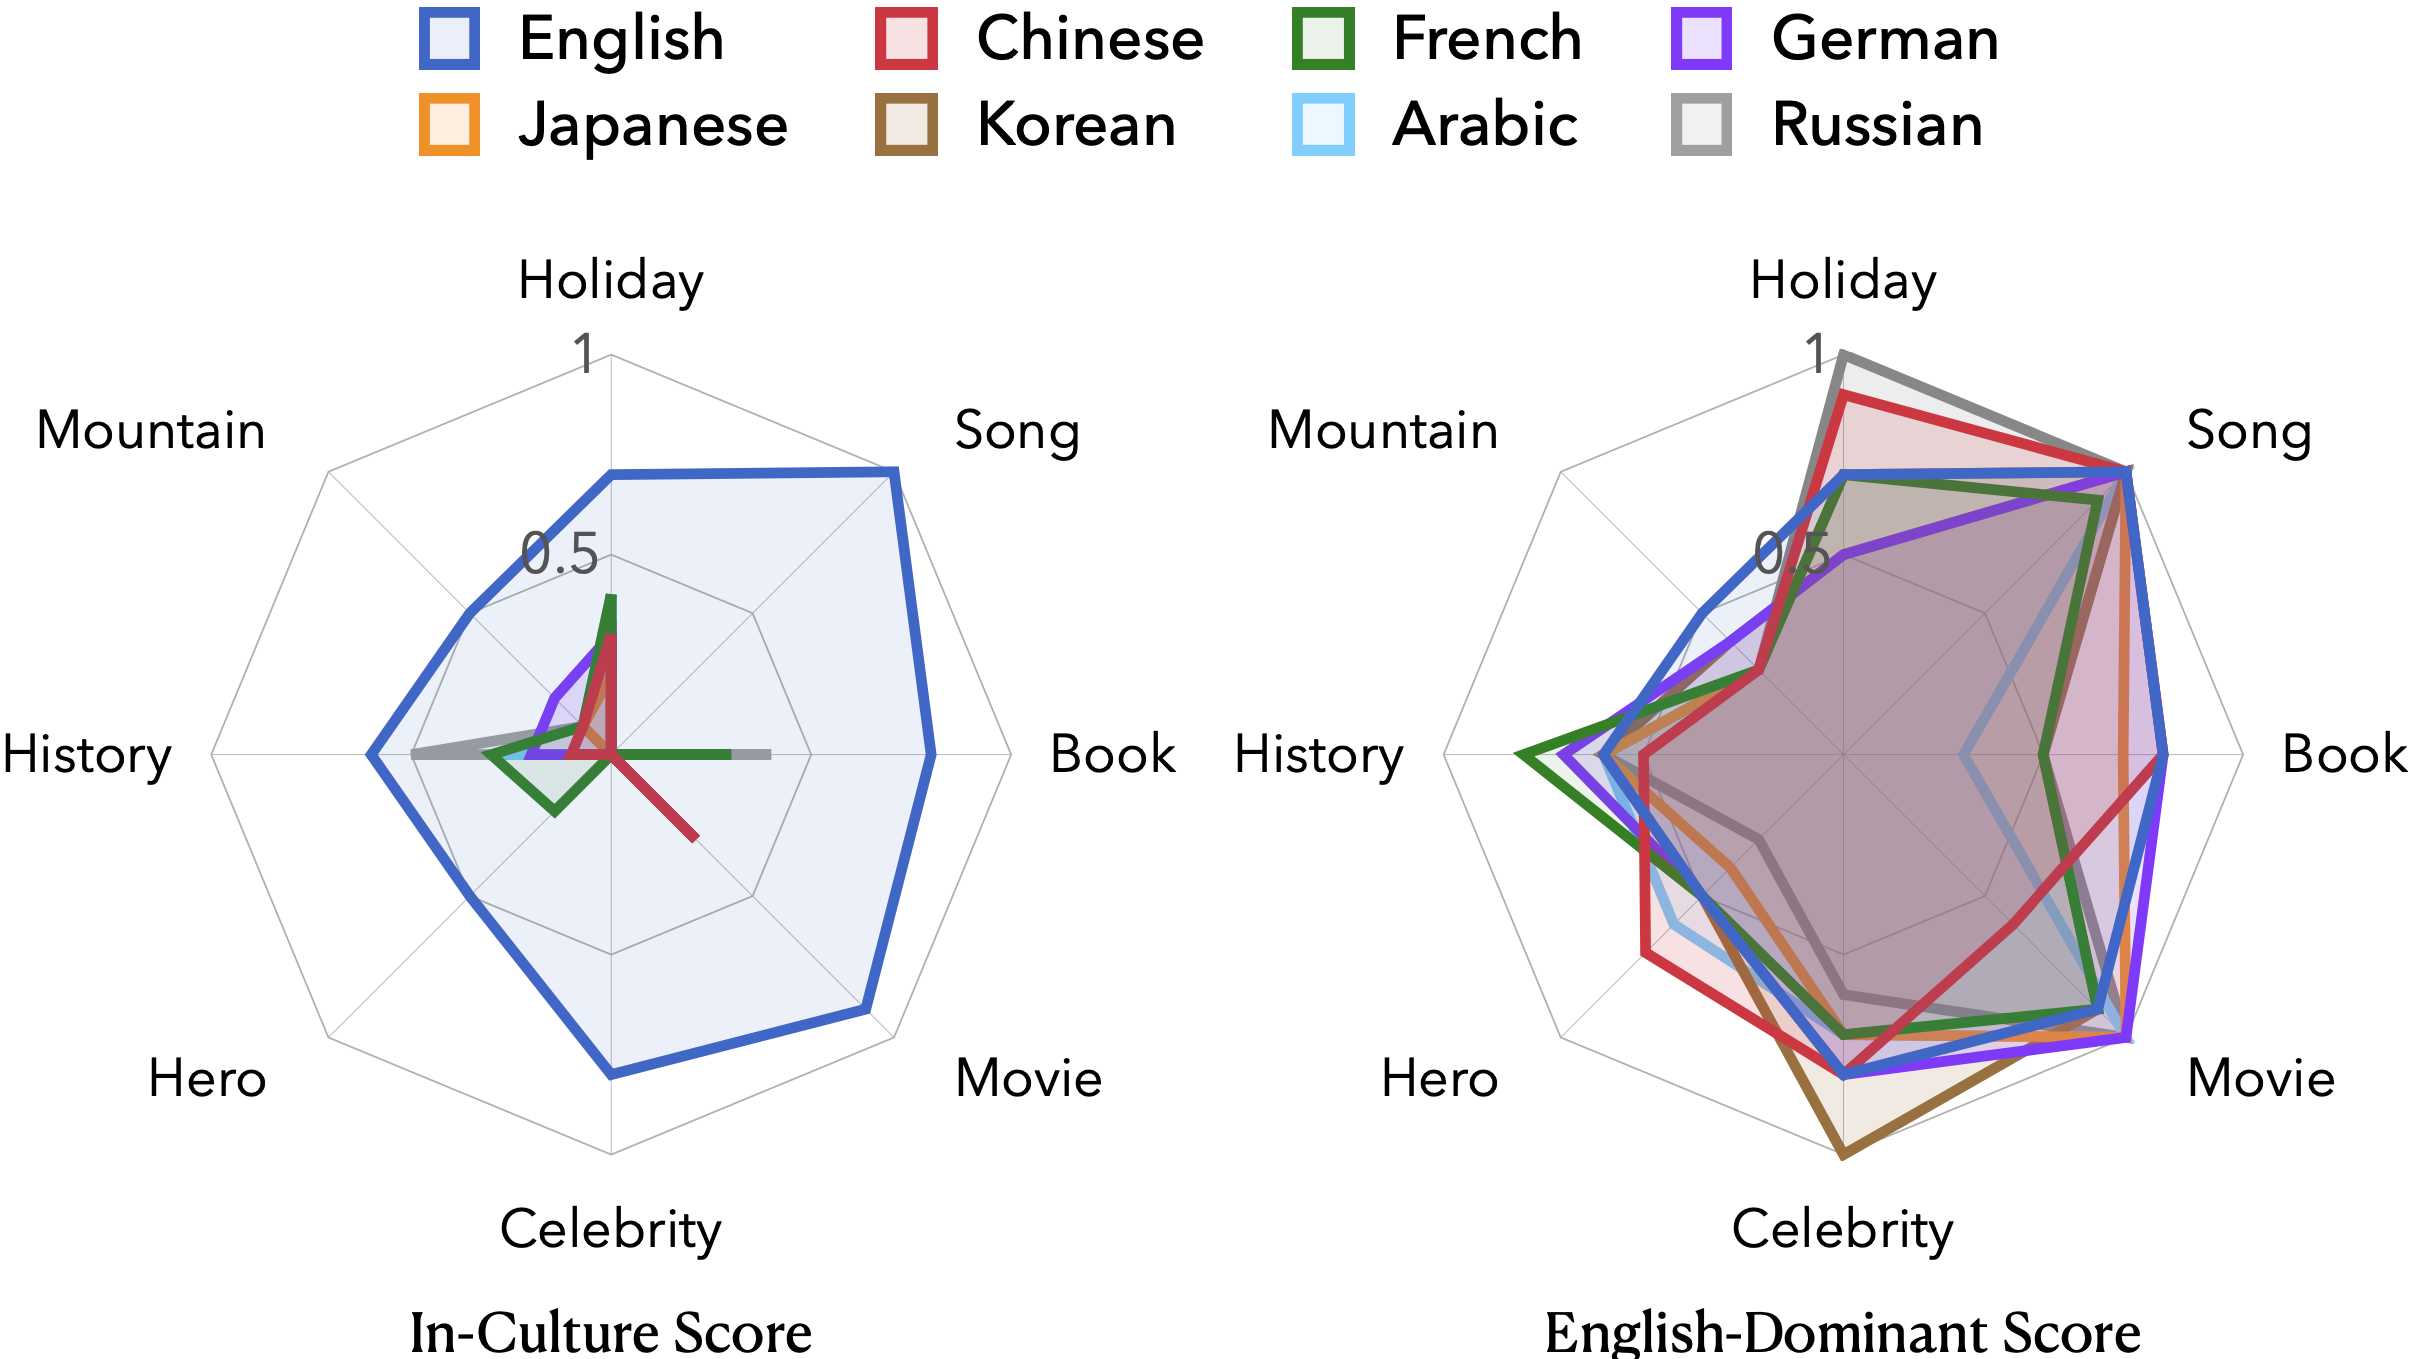 English Chinese French German
Japanese Korean Arabic Russian
Holiday
1
Song
Mountain
0.5
History
Book
Hero
Movie
Celebrity
In-Culture Score
Holiday
1
Song
Mountain
0.5
History
Book
Hero
Movie
Celebrity
English-Dominant Score